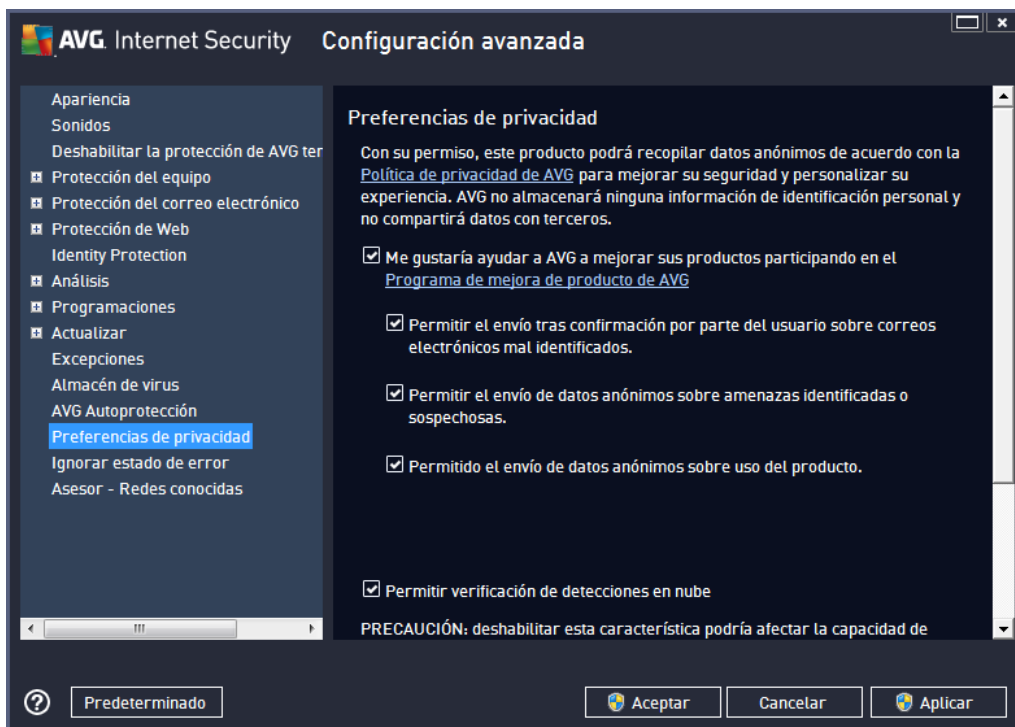 AVG. Internet Security
Configuración avanzada
Apariencia
Sonidos
Deshabilitar la protección de AVG ter
Protección del equipo
Protección del correo electrónico
Protección de Web
Identity Protection
Análisis
Programaciones
Actualizar
Excepciones
Almacén de virus
AVG Autoprotección
Preferencias de privacidad
Ignorar estado de error
Asesor - Redes conocidas
Preferencias de privacidad
Con su permiso, este producto podrá recopilar datos anónimos de acuerdo con la
Política de privacidad de AVG para mejorar su seguridad y personalizar su
experiencia. AVG no almacenará ninguna información de identificación personal y
no compartirá datos con terceros.
Me gustaría ayudar a AVG a mejorar sus productos participando en el
Programa de mejora de producto de AVG
Permitir el envío tras confirmación por parte del usuario sobre correos
electrónicos mal identificados.
Permitir el envío de datos anónimos sobre amenazas identificadas o
sospechosas.
Permitido el envío de datos anónimos sobre uso del producto.
Permitir verificación de detecciones en nube
PRECAUCIÓN: deshabilitar esta característica podría afectar la capacidad de
Predeterminado
Aceptar
Cancelar
Aplicar